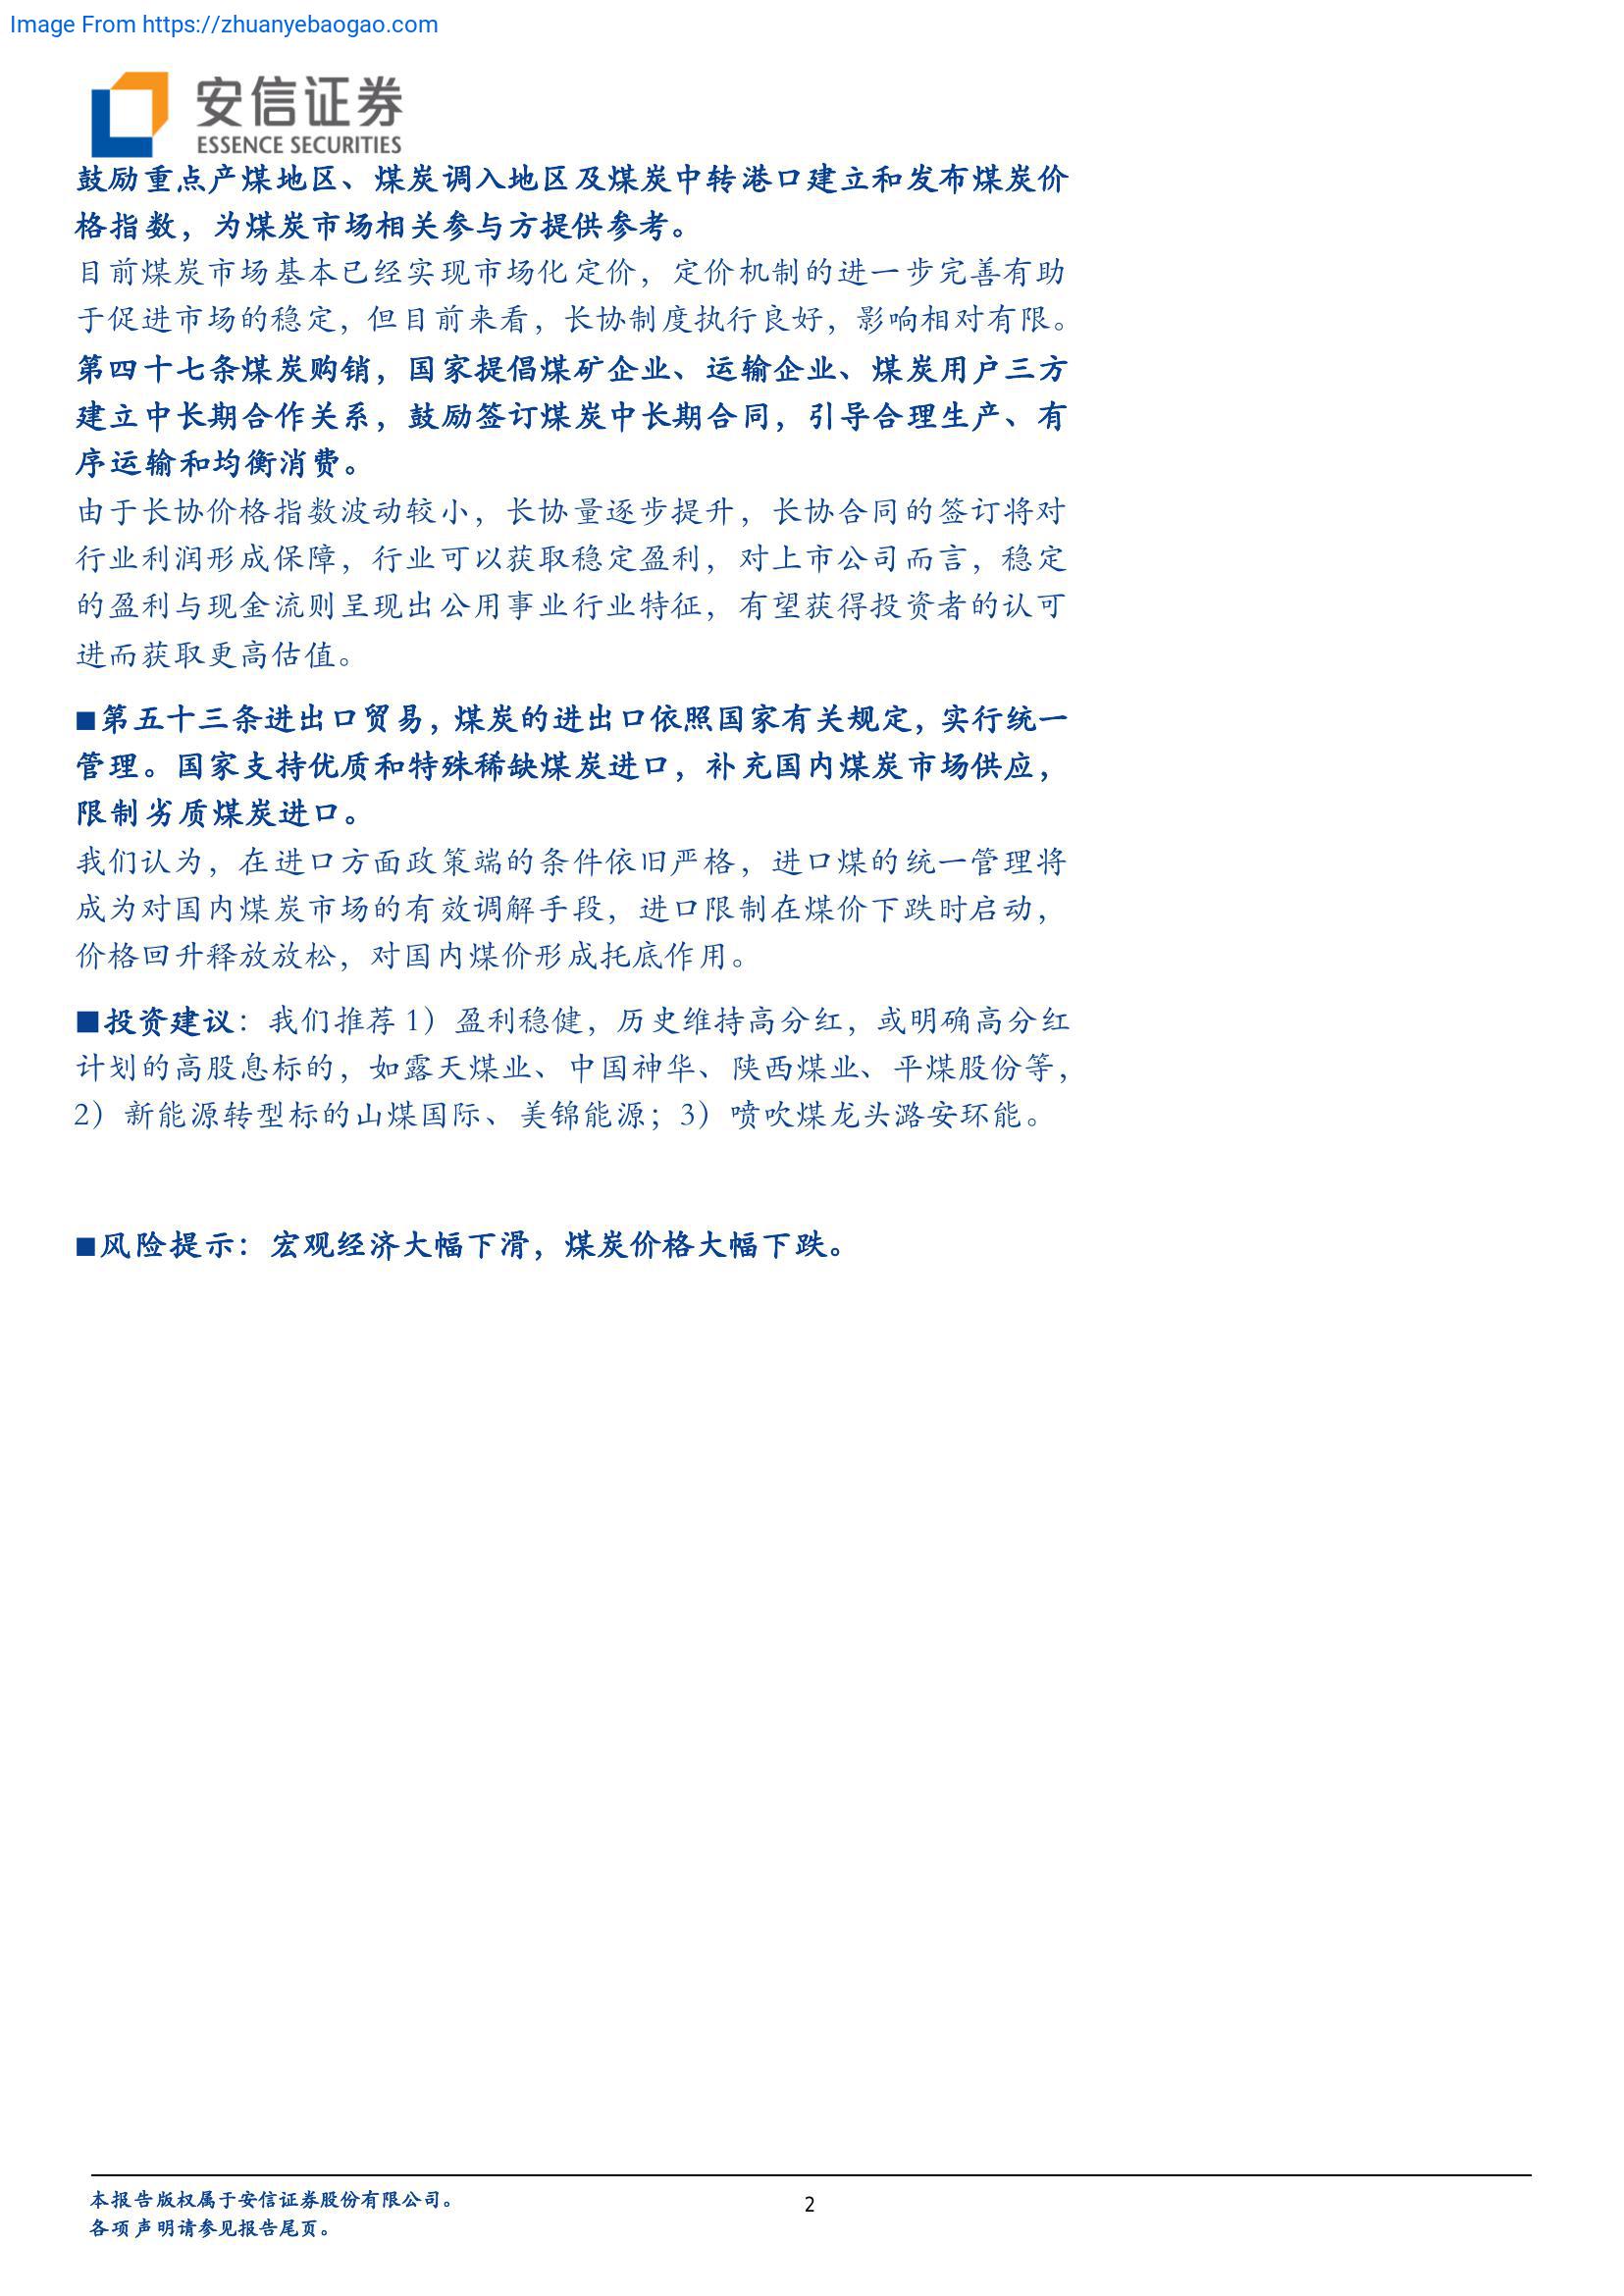 Image From https://zhuanyebaogao.com
安信证券
ESSENCE SECURITIES
鼓励重点产煤地区、煤炭调入地区及煤炭中转港口建立和发布煤炭价
格指数，为煤炭市场相关参与方提供参考。
目前煤炭市场基本已经实现市场化定价，定价机制的进一步完善有助
于促进市场的稳定，但目前来看，长协制度执行良好，影响相对有限。
第四十七条煤炭购销，国家提倡煤矿企业、运输企业、煤炭用户三方
建立中长期合作关系，鼓励签订煤炭中长期合同，引导合理生产、有
序运输和均衡消费。
由于长协价格指数波动较小，长协量逐步提升，长协合同的签订将对
行业利润形成保障，行业可以获取稳定盈利，对上市公司而言，稳定
的盈利与现金流则呈现出公用事业行业特征，有望获得投资者的认可
进而获取更高估值。
■第五十三条进出口贸易，煤炭的进出口依照国家有关规定，实行统一
管理。国家支持优质和特殊稀缺煤炭进口，补充国内煤炭市场供应，
限制劣质煤炭进口。
我们认为，在进口方面政策端的条件依旧严格，进口煤的统一管理将
成为对国内煤炭市场的有效调解手段，进口限制在煤价下跌时启动，
价格回升释放放松，对国内煤价形成托底作用。
■投资建议：我们推荐 1）盈利稳健，历史维持高分红，或明确高分红
计划的高股息标的，如露天煤业、中国神华、陕西煤业、平煤股份等，
2）新能源转型标的山煤国际、美锦能源；3）喷吹煤龙头潞安环能。
■风险提示：宏观经济大幅下滑，煤炭价格大幅下跌。
本报告版权属于安信证券股份有限公司。
2
各项声明请参见报告尾页。